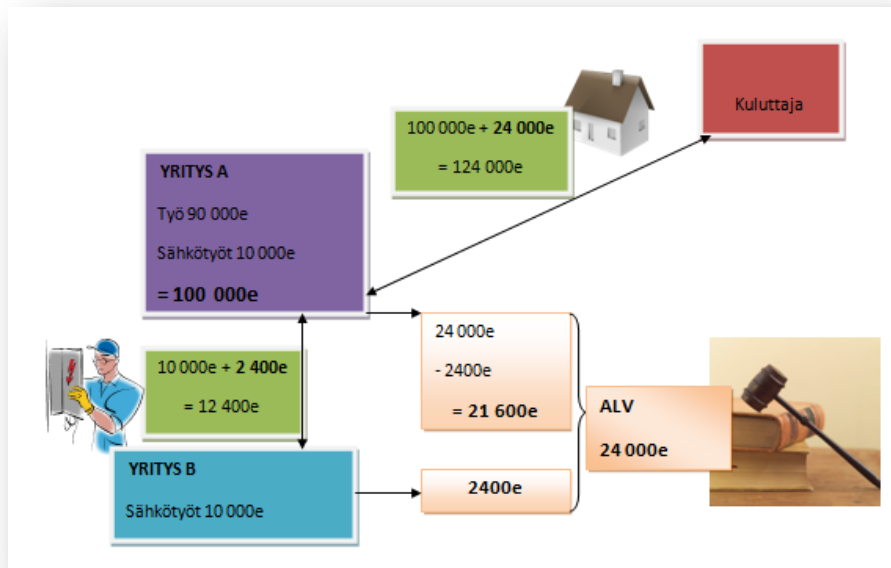 Kuluttaja
100 000e + 24 000e
= 124 000e
YRITYS A
Työ 90 000e
Sähkötyöt 10 000e
= 100 000e
10 000e + 2 400e
= 12 400e
24 000e
- 2400e
= 21 600e
ALV
24 000e
YRITYS B
Sähkötyöt 10 000e
2400e